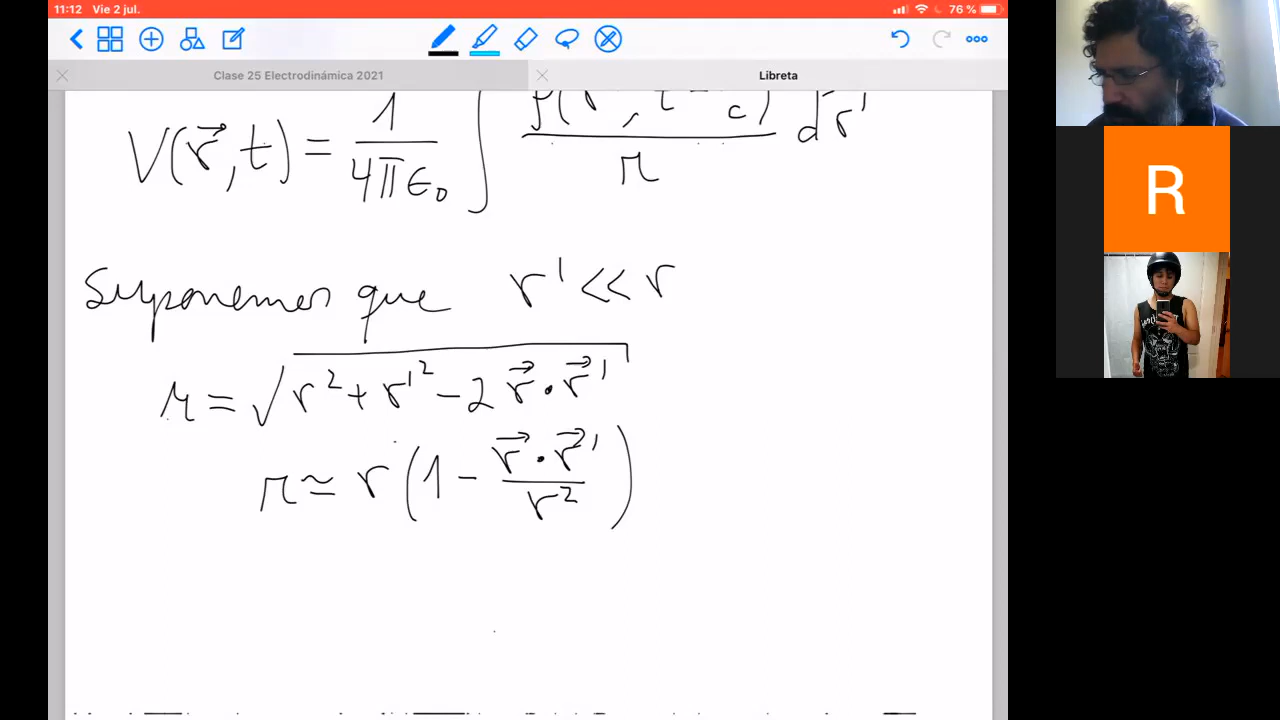 11:12 Vie 2 jul. 76 %
Clase 25 Electrodinámica 2021 Libreta
V(r⃗,t) = 1/4πϵ₀ ∫ ρ(r⃗', t - 𝓇/c)/𝓇 dr⃗'
Suponemos que r' << r
𝓇 = √(r² + r'² - 2 r⃗ · r⃗')
𝓇 ≃ r(1 - r⃗ · r⃗'/r²)
R